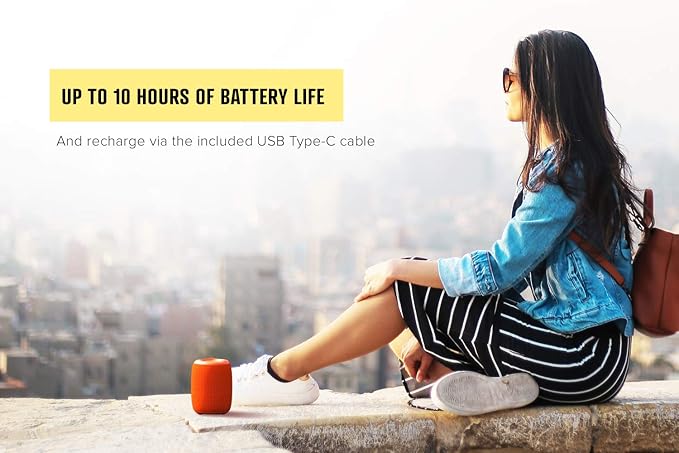 UP TO 10 HOURS OF BATTERY LIFE
And recharge via the included USB Type-C cable